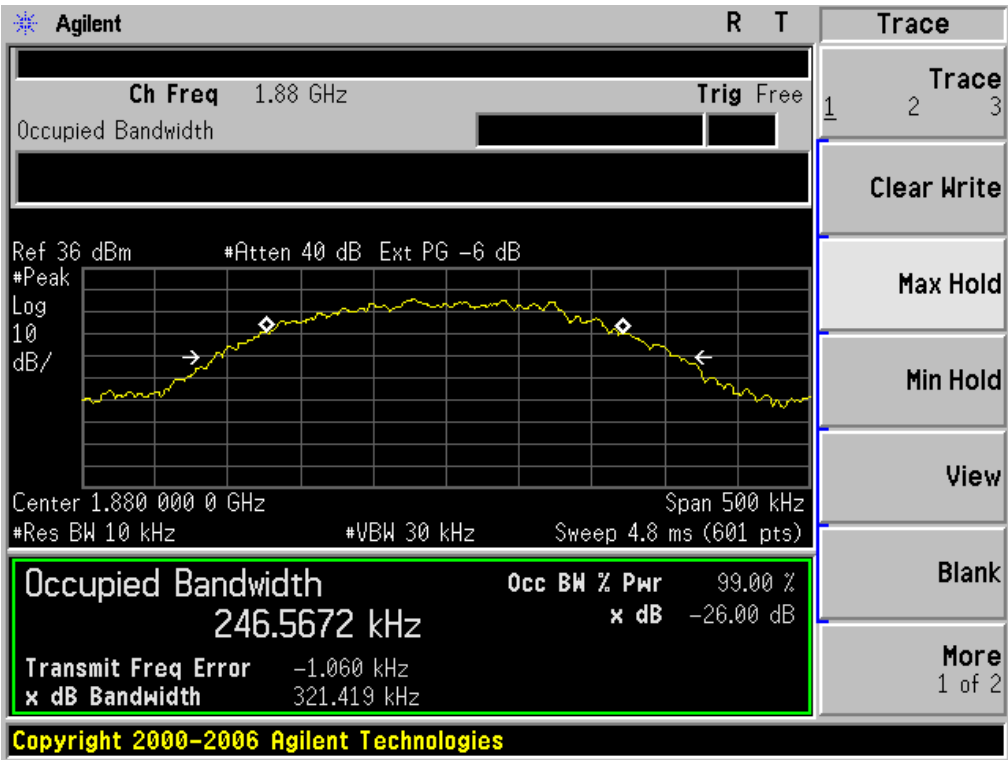 Agilent R T Trace
Ch Freq 1.88 GHz Trig Free
Occupied Bandwidth
Trace
1 2 3
Clear Write
Max Hold
Min Hold
View
Blank
More
1 of 2
Ref 36 dBm #Atten 40 dB Ext PG -6 dB
#Peak
Log
10
dB/
Center 1.880 000 0 GHz Span 500 kHz
#Res BW 10 kHz #VBW 30 kHz Sweep 4.8 ms (601 pts)
Occupied Bandwidth Occ BW % Pwr 99.00 %
246.5672 kHz x dB -26.00 dB
Transmit Freq Error -1.060 kHz
x dB Bandwidth 321.419 kHz
Copyright 2000-2006 Agilent Technologies